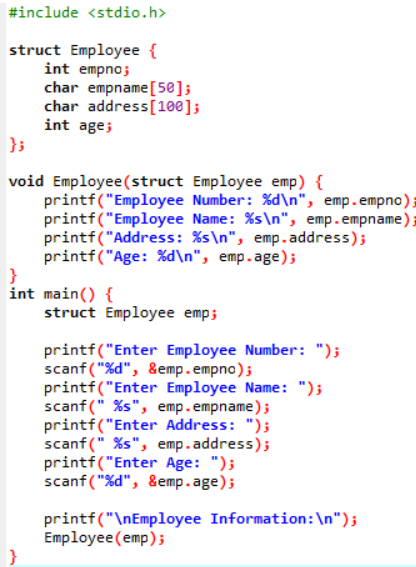 #include <stdio.h>
struct Employee {
    int empno;
    char empname[50];
    char address[100];
    int age;
};
void Employee(struct Employee emp) {
    printf("Employee Number: %d\n", emp.empno);
    printf("Employee Name: %s\n", emp.empname);
    printf("Address: %s\n", emp.address);
    printf("Age: %d\n", emp.age);
}
int main() {
    struct Employee emp;
    printf("Enter Employee Number: ");
    scanf("%d", &emp.empno);
    printf("Enter Employee Name: ");
    scanf(" %s", emp.empname);
    printf("Enter Address: ");
    scanf(" %s", emp.address);
    printf("Enter Age: ");
    scanf("%d", &emp.age);
    printf("\nEmployee Information:\n");
    Employee(emp);
}